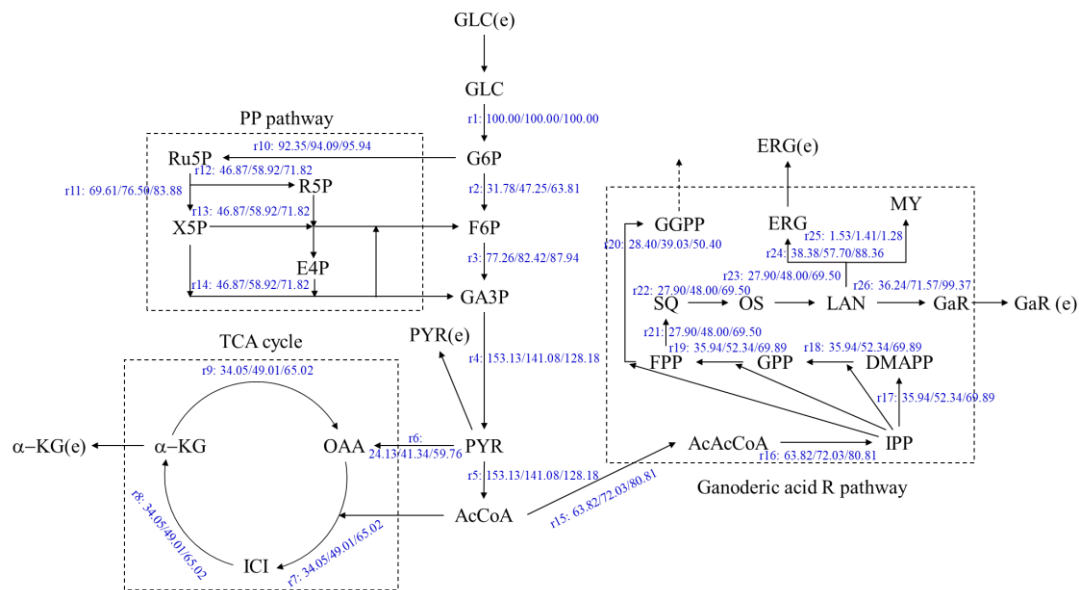 GLC(e)
GLC
r1: 100.00/100.00/100.00
PP pathway
Ru5P
r10: 92.35/94.09/95.94
G6P
r12: 46.87/58.92/71.82
r11: 69.61/76.50/83.88
R5P
r2: 31.78/47.25/63.81
r13: 46.87/58.92/71.82
X5P
F6P
E4P
r3: 77.26/82.42/87.94
r14: 46.87/58.92/71.82
GA3P
ERG(e)
MY
GGPP
ERG
r25: 1.53/1.41/1.28
r20: 28.40/39.03/50.40
r24: 38.38/57.70/88.36
r23: 27.90/48.00/69.50
r22: 27.90/48.00/69.50
r26: 36.24/71.57/99.37
SQ
OS
LAN
GaR
GaR (e)
r21: 27.90/48.00/69.50
r19: 35.94/52.34/69.89
r18: 35.94/52.34/69.89
FPP
GPP
DMAPP
r17: 35.94/52.34/69.89
PYR(e)
r4: 153.13/141.08/128.18
TCA cycle
r9: 34.05/49.01/65.02
α−KG(e)
α−KG
OAA
r6:
24.13/41.34/59.76
PYR
AcAcCoA
IPP
r16: 63.82/72.03/80.81
r5: 153.13/141.08/128.18
Ganoderic acid R pathway
r15: 63.82/72.03/80.81
AcCoA
r8: 34.05/49.01/65.02
ICI
r7: 34.05/49.01/65.02